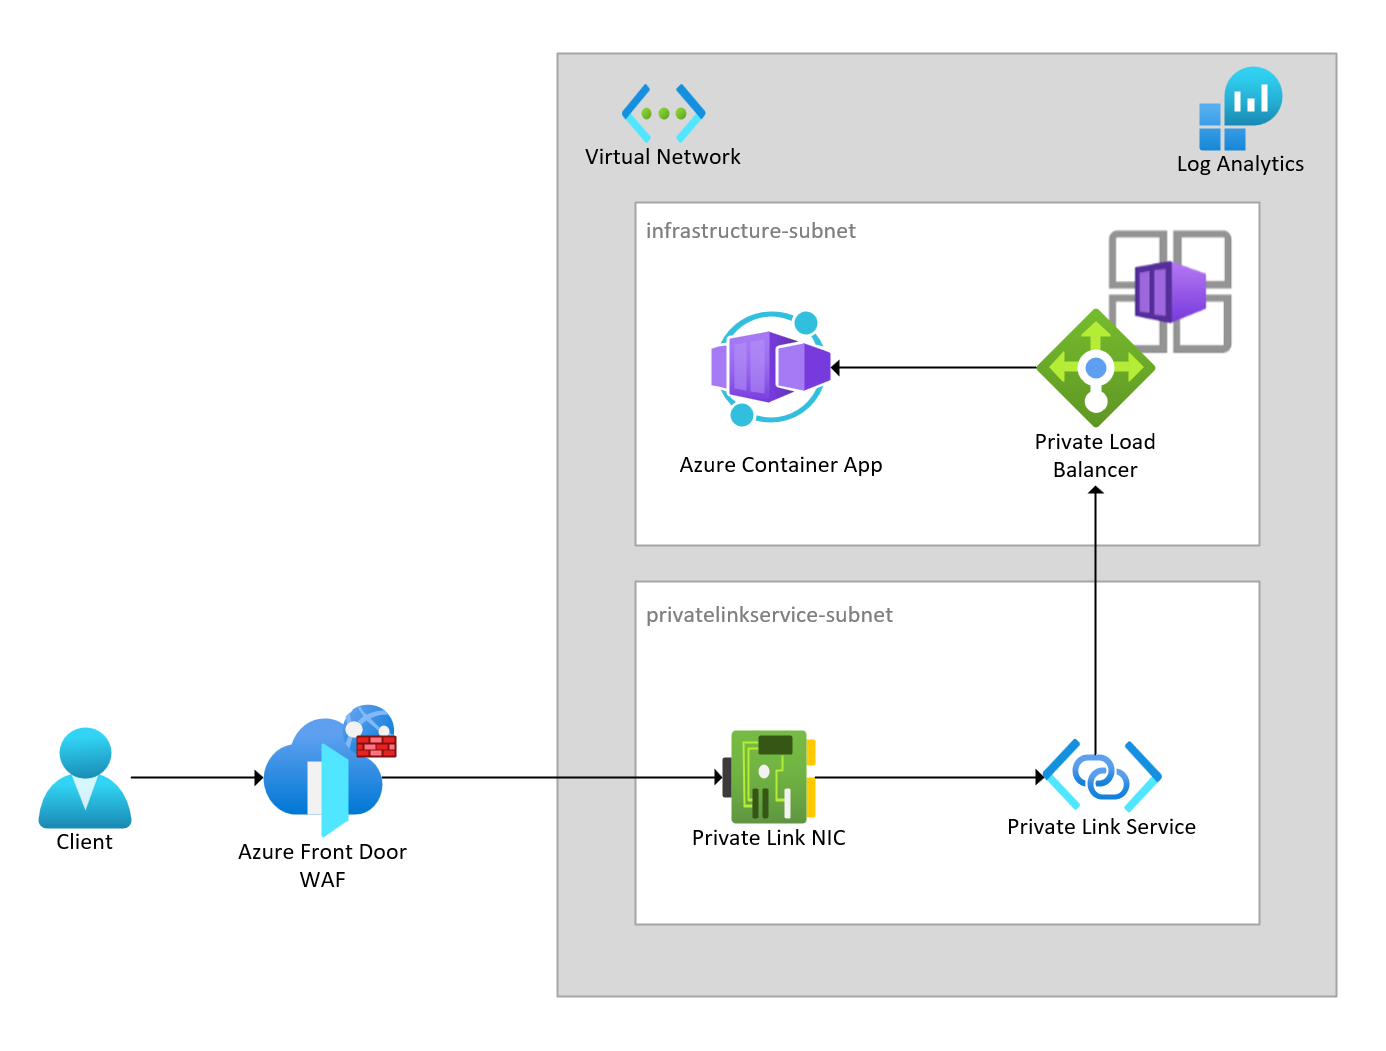 Virtual Network
Log Analytics
infrastructure-subnet
Azure Container App
Private Load
Balancer
privatelinkservice-subnet
Private Link NIC
Private Link Service
Client
Azure Front Door
WAF